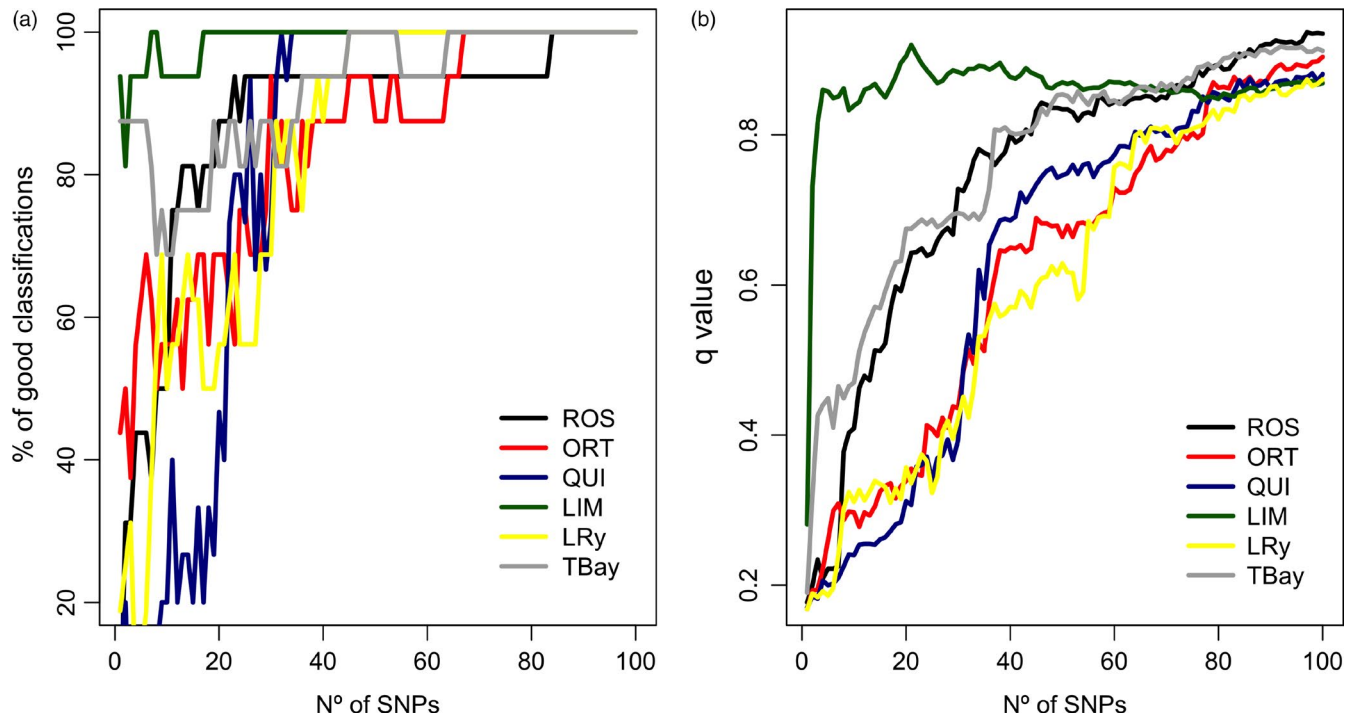 (a)
% of good classifications
100
80
60
40
20
0 20 40 60 80 100
Nº of SNPs
ROS
ORT
QUI
LIM
LRy
TBay
(b)
q value
0.8
0.6
0.4
0.2
0 20 40 60 80 100
Nº of SNPs
ROS
ORT
QUI
LIM
LRy
TBay